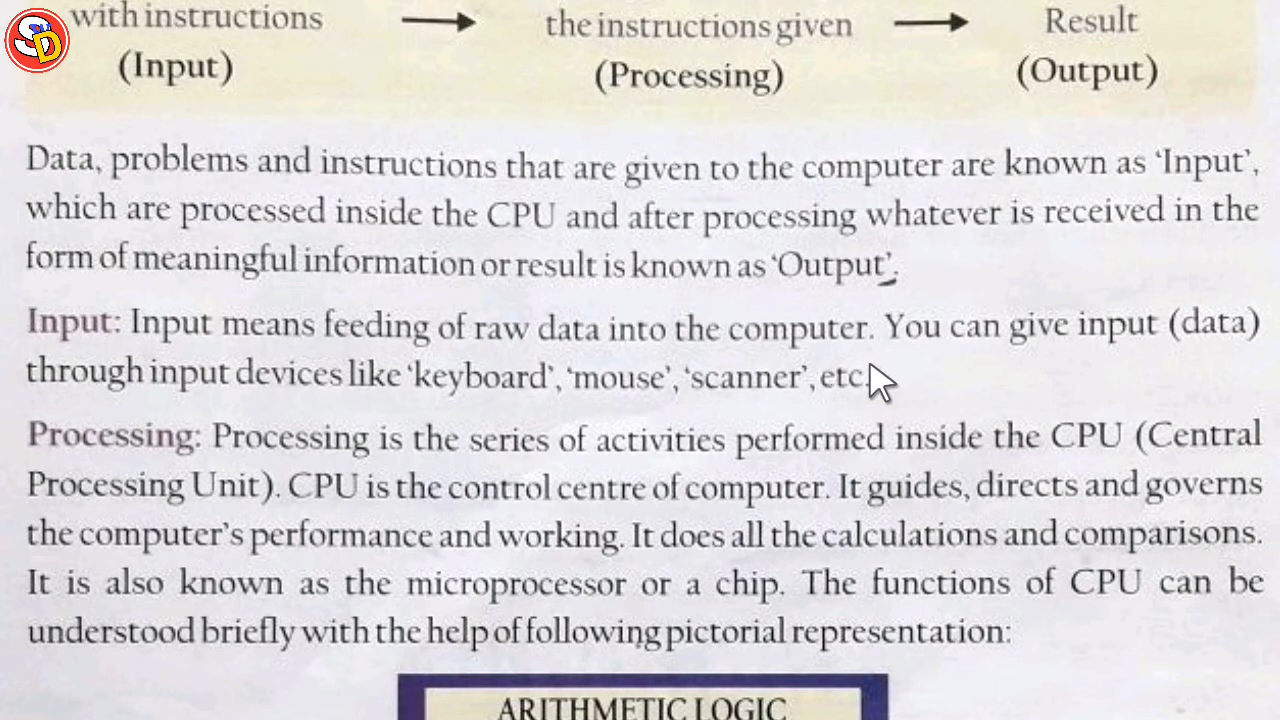 SD
with instructions → the instructions given → Result
(Input) (Processing) (Output)
Data, problems and instructions that are given to the computer are known as ‘Input’,
which are processed inside the CPU and after processing whatever is received in the
form of meaningful information or result is known as ‘Output’.
Input: Input means feeding of raw data into the computer. You can give input (data)
through input devices like ‘keyboard’, ‘mouse’, ‘scanner’, etc.
Processing: Processing is the series of activities performed inside the CPU (Central
Processing Unit). CPU is the control centre of computer. It guides, directs and governs
the computer’s performance and working. It does all the calculations and comparisons.
It is also known as the microprocessor or a chip. The functions of CPU can be
understood briefly with the help of following pictorial representation:
ARITHMETIC LOGIC